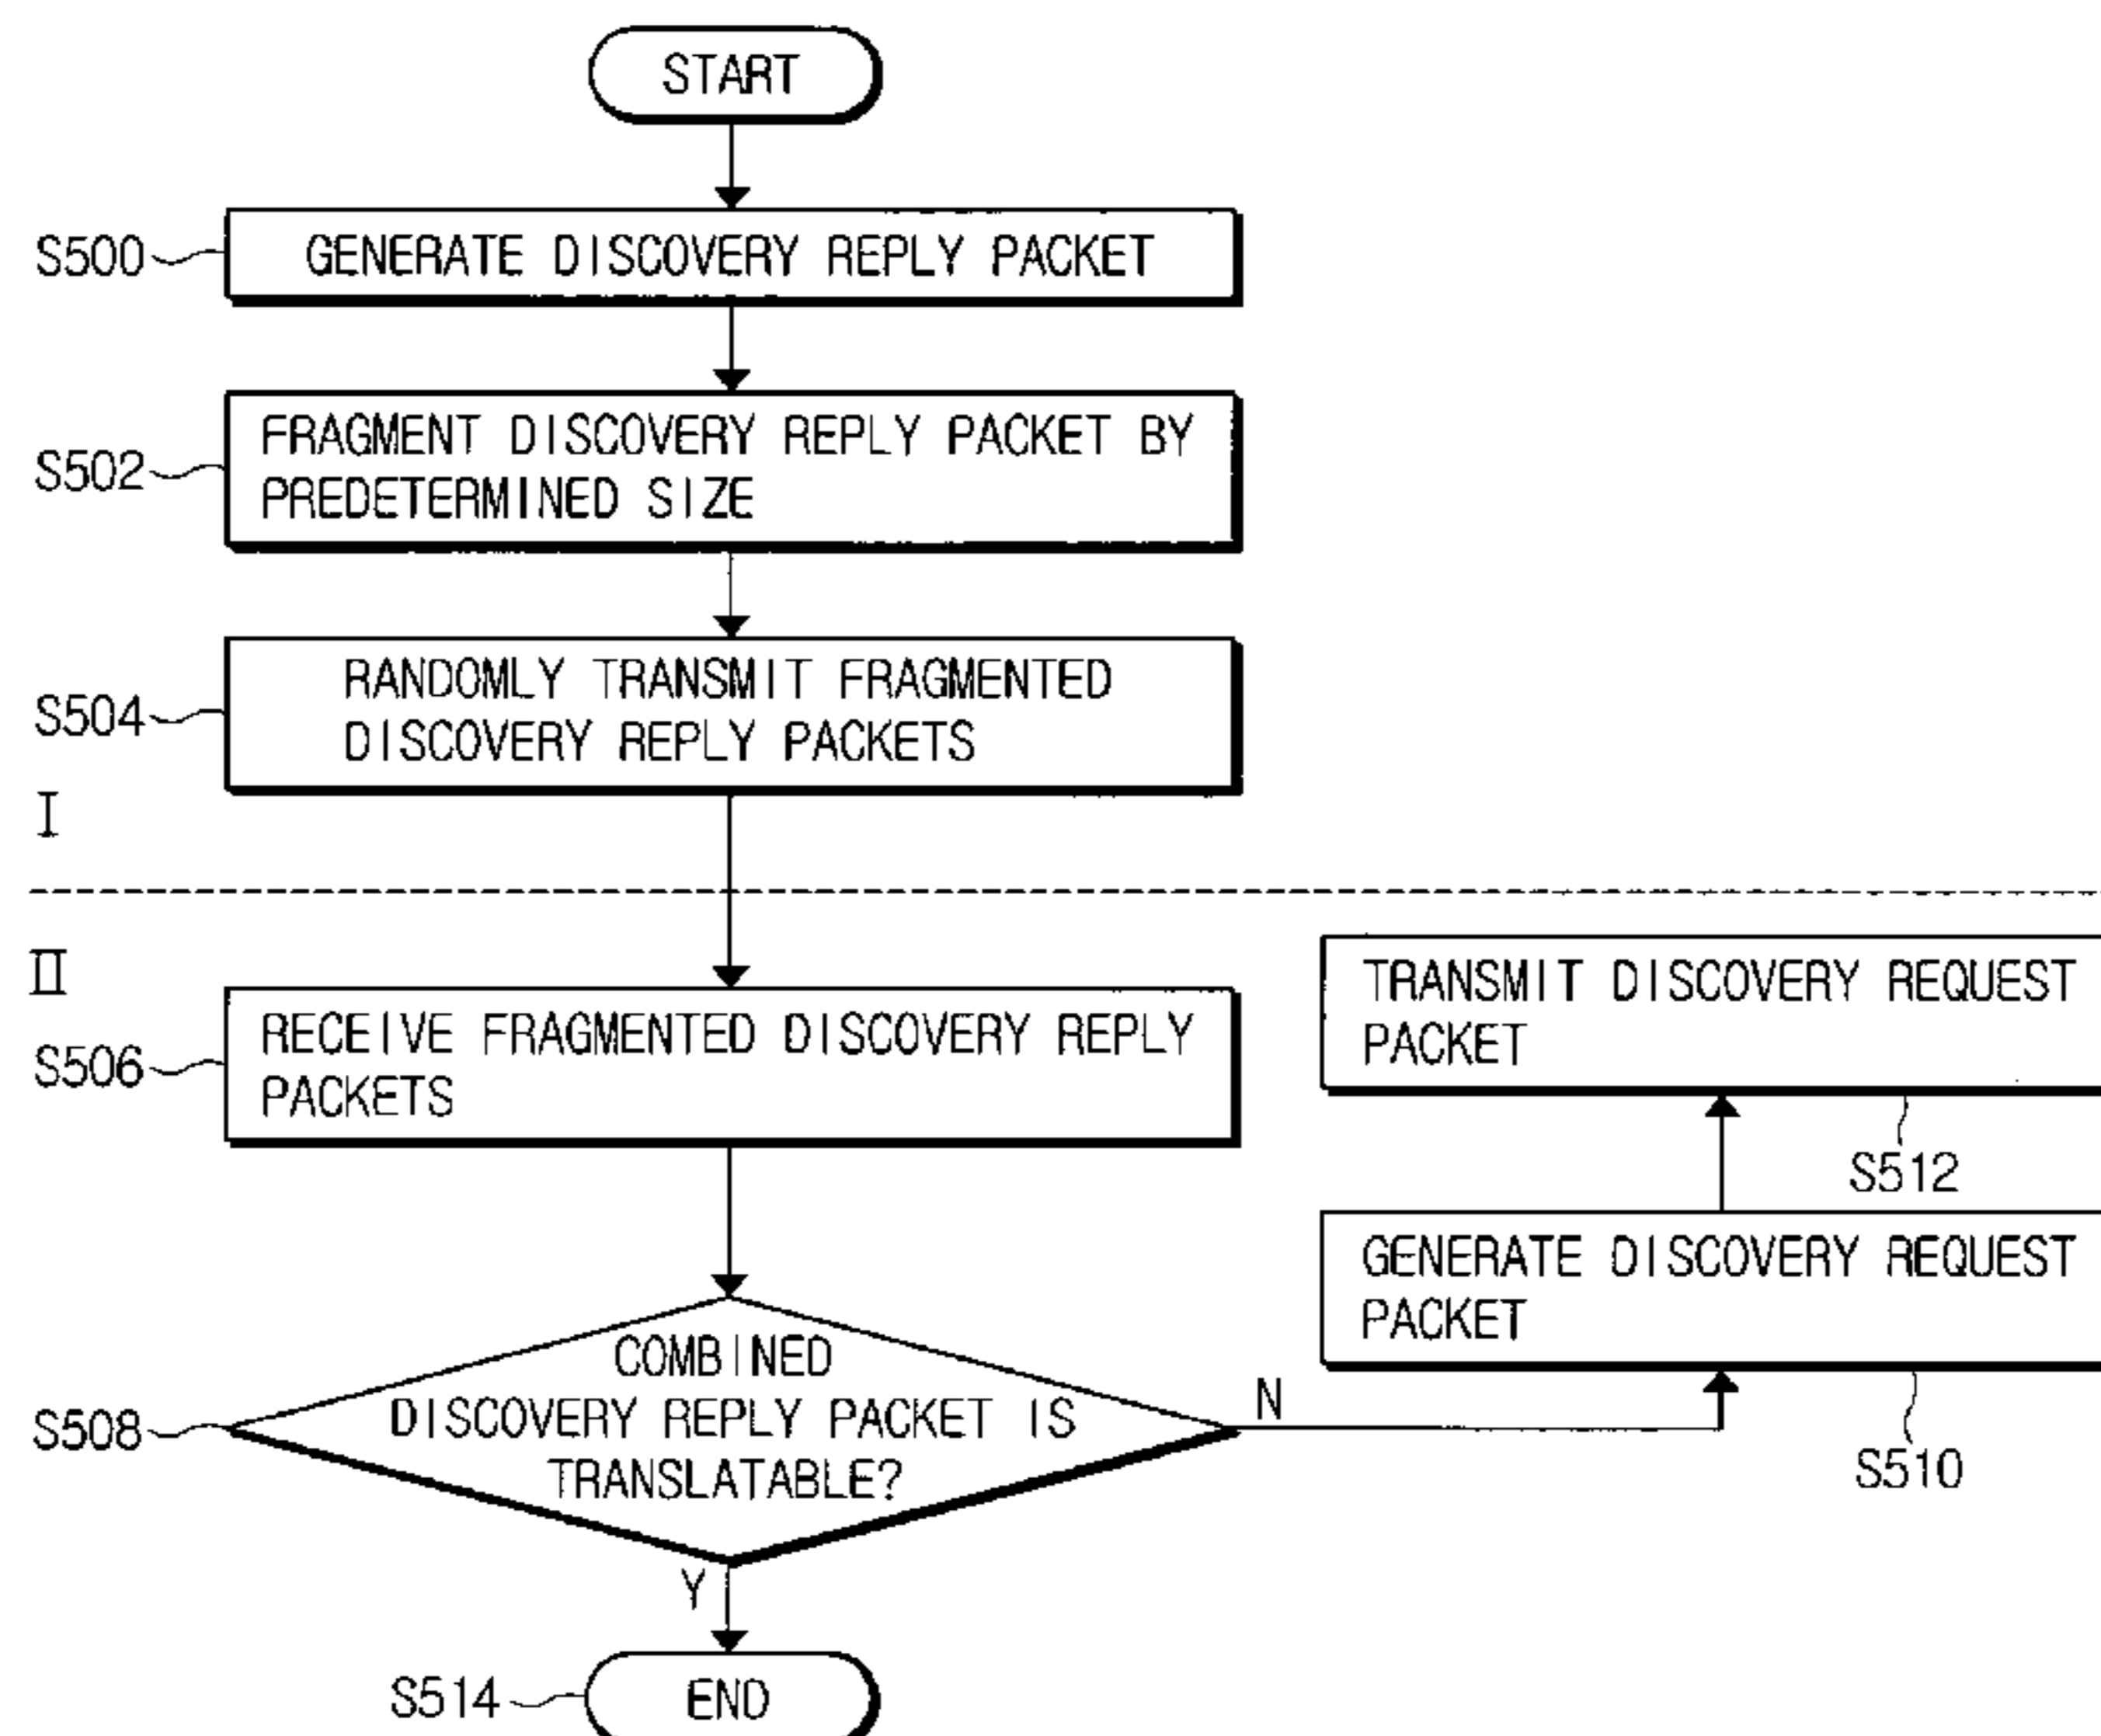 START
S500
GENERATE DISCOVERY REPLY PACKET
S502
FRAGMENT DISCOVERY REPLY PACKET BY
PREDETERMINED SIZE
S504
RANDOMLY TRANSMIT FRAGMENTED
DISCOVERY REPLY PACKETS
I
II
S506
RECEIVE FRAGMENTED DISCOVERY REPLY
PACKETS
TRANSMIT DISCOVERY REQUEST
PACKET
S512
GENERATE DISCOVERY REQUEST
PACKET
S510
S508
COMBINED
DISCOVERY REPLY PACKET IS
TRANSLATABLE?
N
Y
S514
END